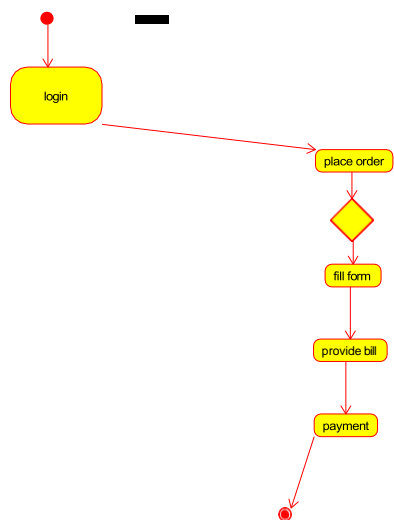 login
place order
fill form
provide bill
payment